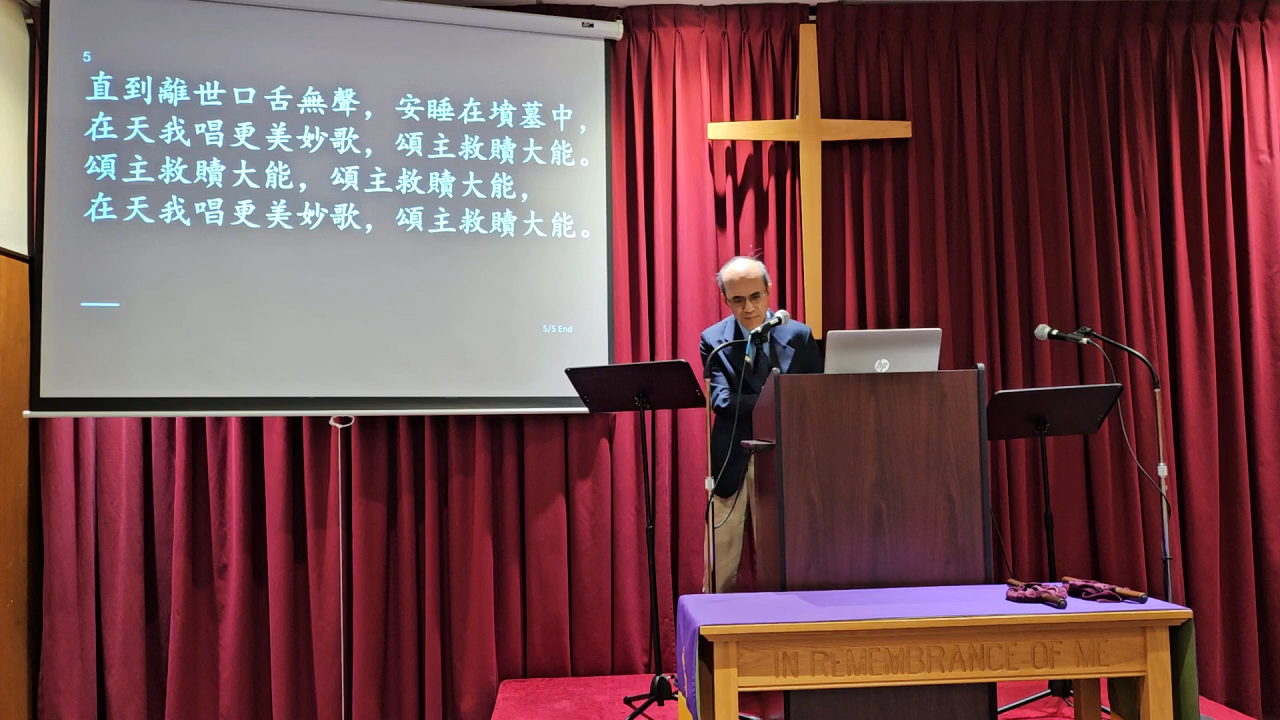 5
直到離世口舌無聲，安睡在墳墓中，
在天我唱更美妙歌，頌主救贖大能。
頌主救贖大能，頌主救贖大能，
在天我唱更美妙歌，頌主救贖大能。
5/5 End
hp
IN REMEMBRANCE OF ME